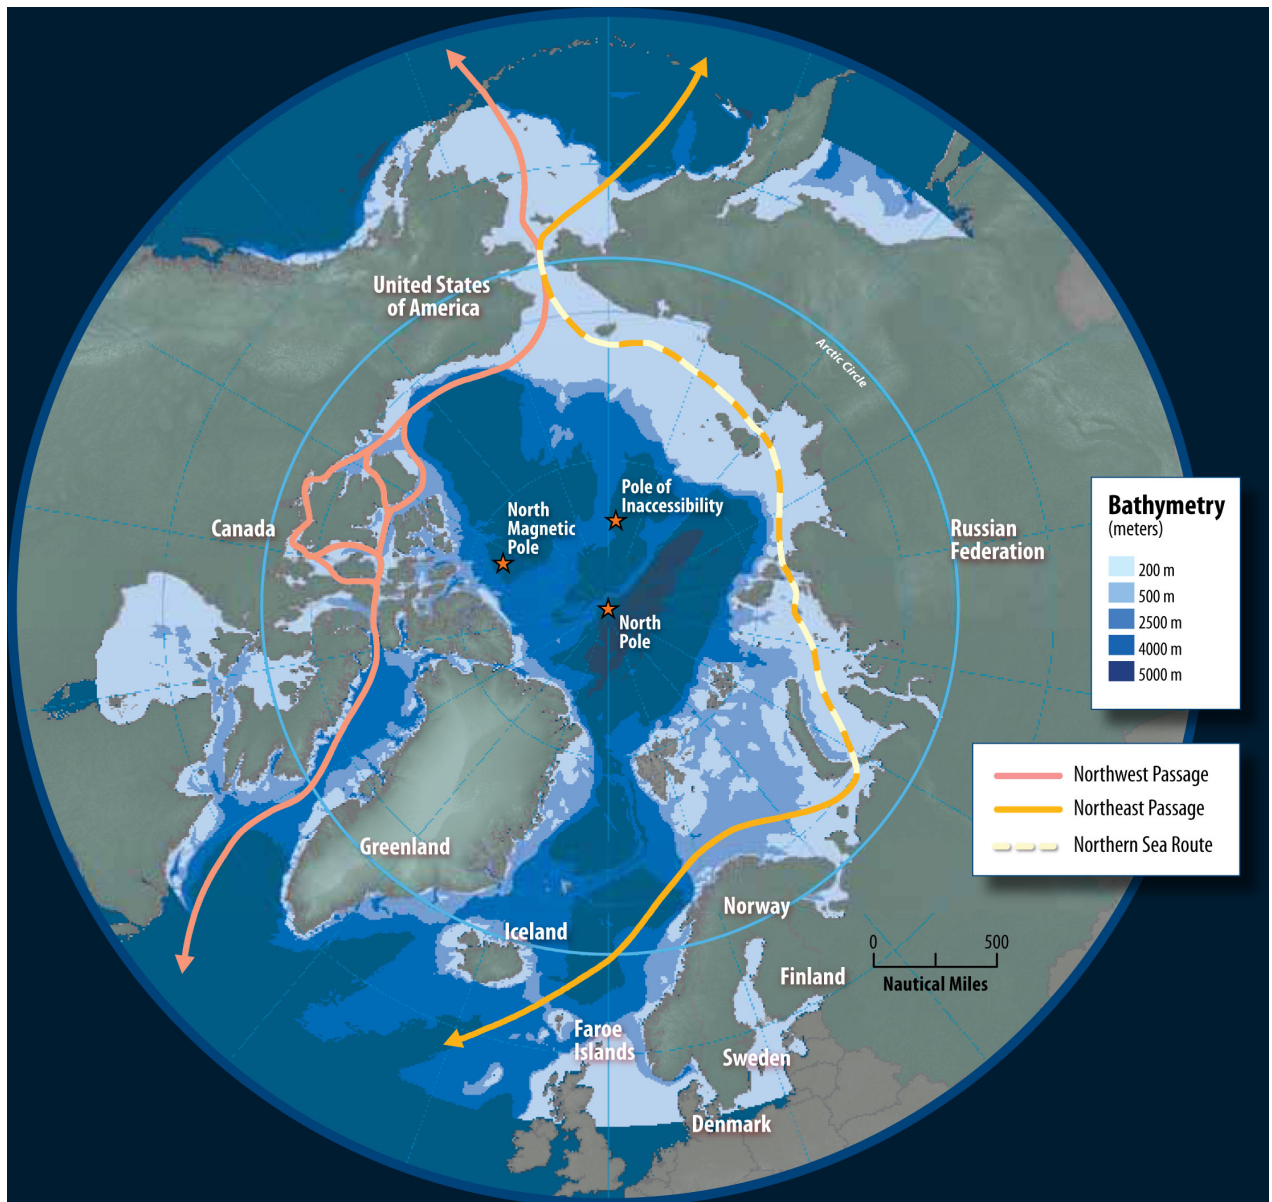 United States
of America
Arctic Circle
Pole of
Inaccessibility
North
Magnetic
Pole
Canada
Russian
Federation
North
Pole
Greenland
Norway
Iceland
Finland
Faroe
Islands
Sweden
Denmark
0 500
Nautical Miles
Bathymetry
(meters)
200 m
500 m
2500 m
4000 m
5000 m
Northwest Passage
Northeast Passage
Northern Sea Route